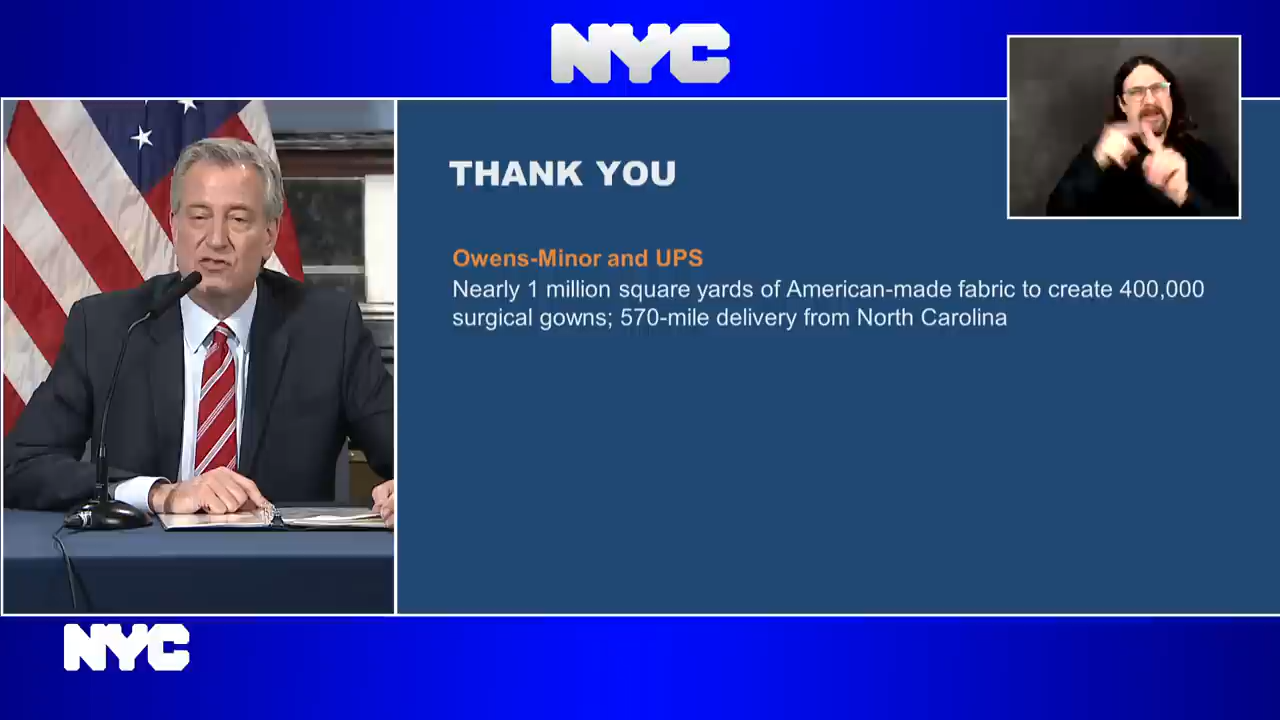 NYC
THANK YOU
Owens-Minor and UPS
Nearly 1 million square yards of American-made fabric to create 400,000
surgical gowns; 570-mile delivery from North Carolina
NYC